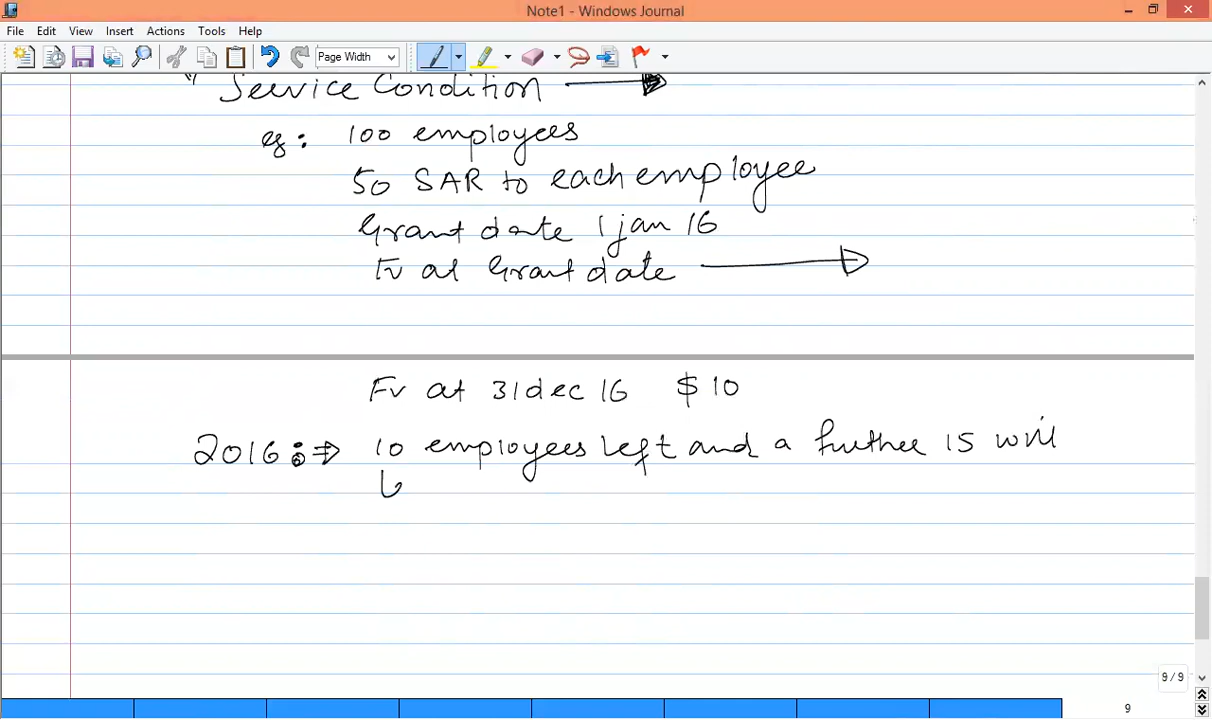 Note1 - Windows Journal
File Edit View Insert Actions Tools Help
Page Width
" Service Condition
eg: 100 employees
50 SAR to each employee
Grant date 1 jan 16
Fv at Grant date
Fv at 31 dec 16 $ 10
2016: ⇒ 10 employees left and a further 15 will
9 / 9
9